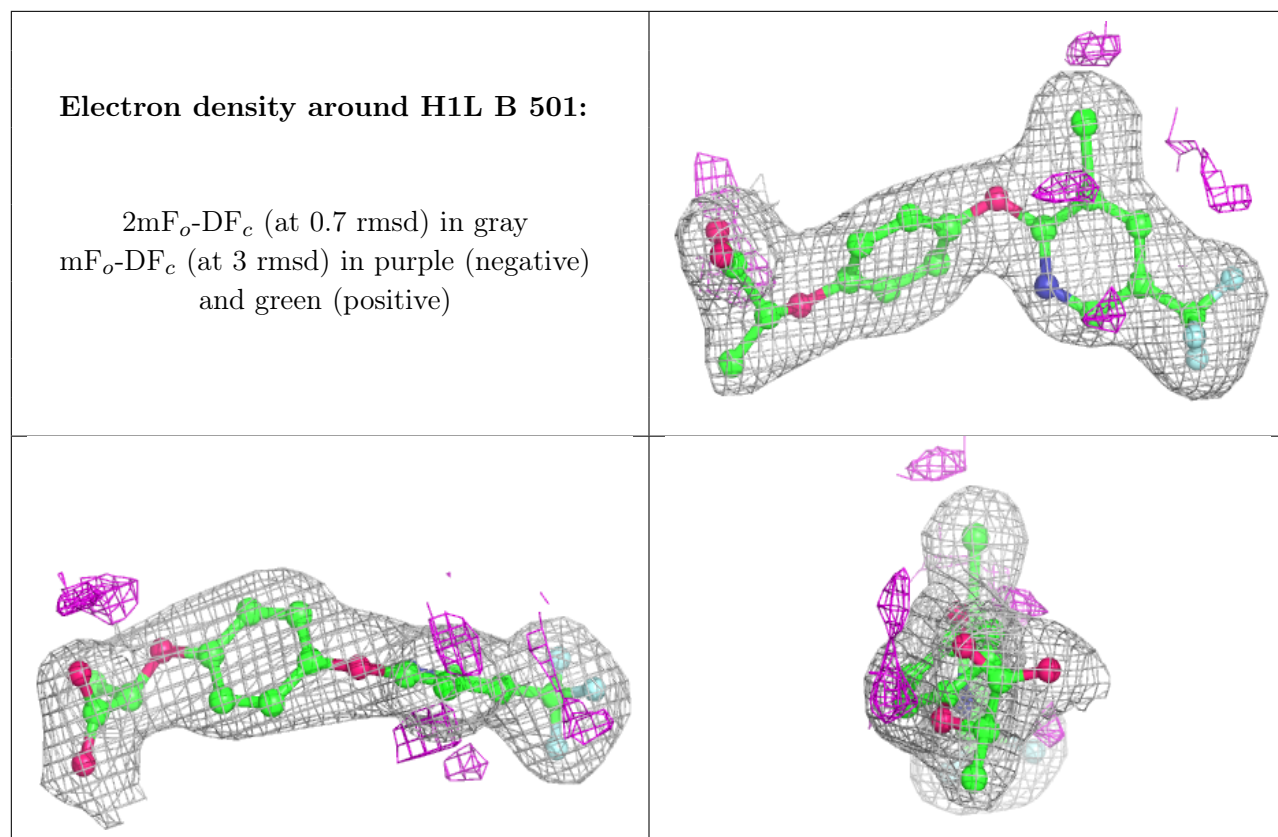 Electron density around H1L B 501:
2mFo-DFc (at 0.7 rmsd) in gray
mFo-DFc (at 3 rmsd) in purple (negative)
and green (positive)